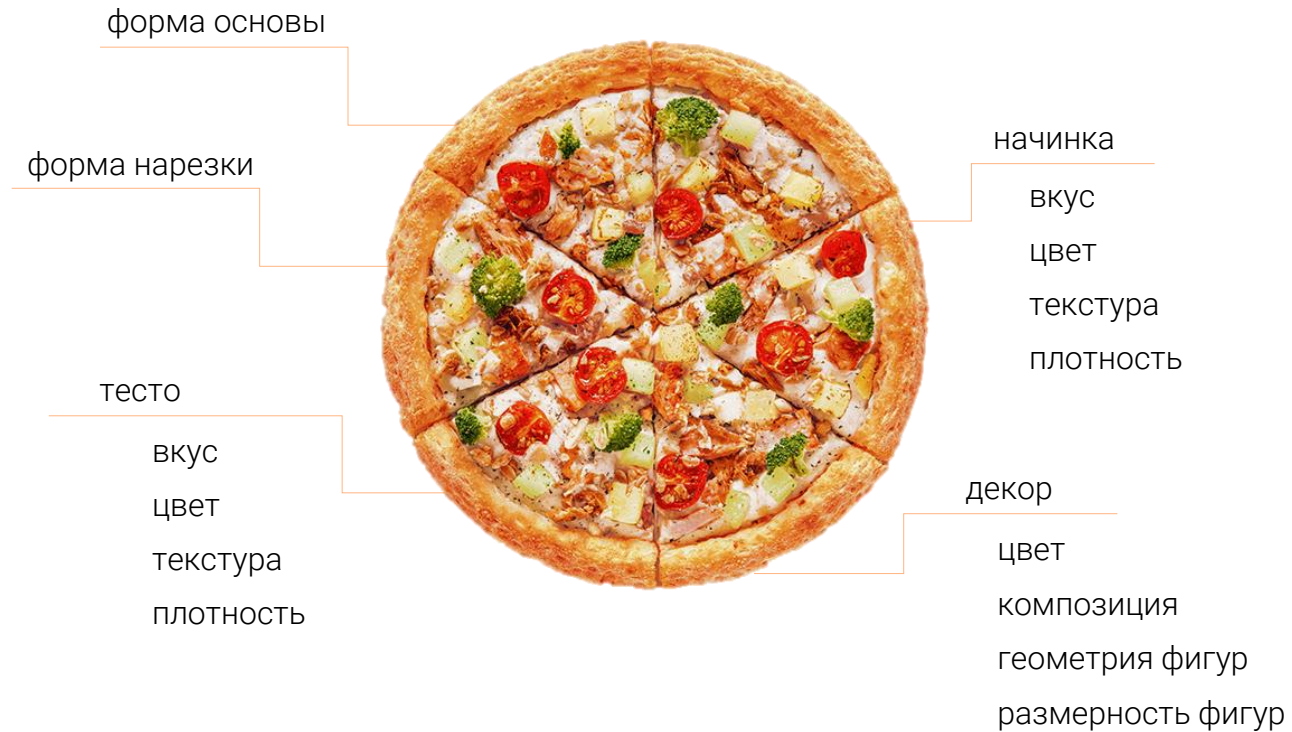 форма основы
форма нарезки
тесто
вкус
цвет
текстура
плотность
начинка
вкус
цвет
текстура
плотность
декор
цвет
композиция
геометрия фигур
размерность фигур